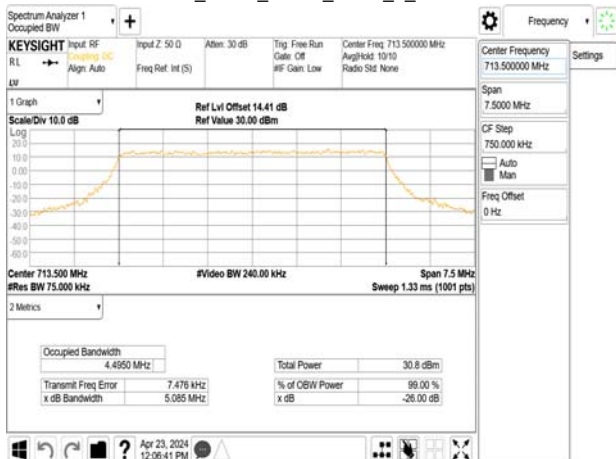 Spectrum Analyzer 1
Occupied BW
Frequency
KEYSIGHT
Input: RF
Input Z: 50 Ω
Atten: 30 dB
Trig: Free Run
Center Freq: 713.500000 MHz
RL
Coupling: DC
Gate: Off
Avg|Hold: 10/10
Align: Auto
Freq Ref: Int (S)
#IF Gain: Low
Radio Std: None
Center Frequency
713.500000 MHz
Settings
Span
7.5000 MHz
CF Step
750.000 kHz
Auto
Man
Freq Offset
0 Hz
1 Graph
Ref Lvl Offset 14.41 dB
Scale/Div 10.0 dB
Ref Value 30.00 dBm
Log
20.0
10.0
0.00
-10.0
-20.0
-30.0
-40.0
-50.0
-60.0
Center 713.500 MHz
#Video BW 240.00 kHz
Span 7.5 MHz
#Res BW 75.000 kHz
Sweep 1.33 ms (1001 pts)
2 Metrics
Occupied Bandwidth
4.4950 MHz
Total Power
30.8 dBm
Transmit Freq Error
7.476 kHz
% of OBW Power
99.00 %
x dB Bandwidth
5.085 MHz
x dB
-26.00 dB
Apr 23, 2024
12:06:41 PM